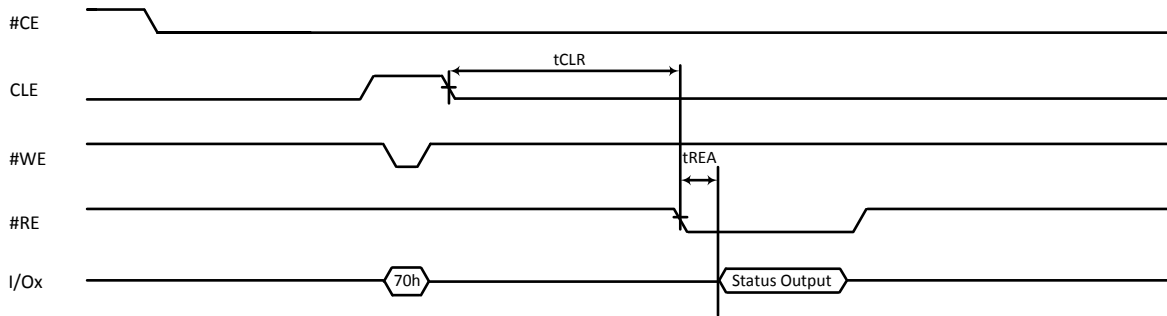 #CE
tCLR
CLE
#WE
tREA
#RE
I/Ox
70h
Status Output